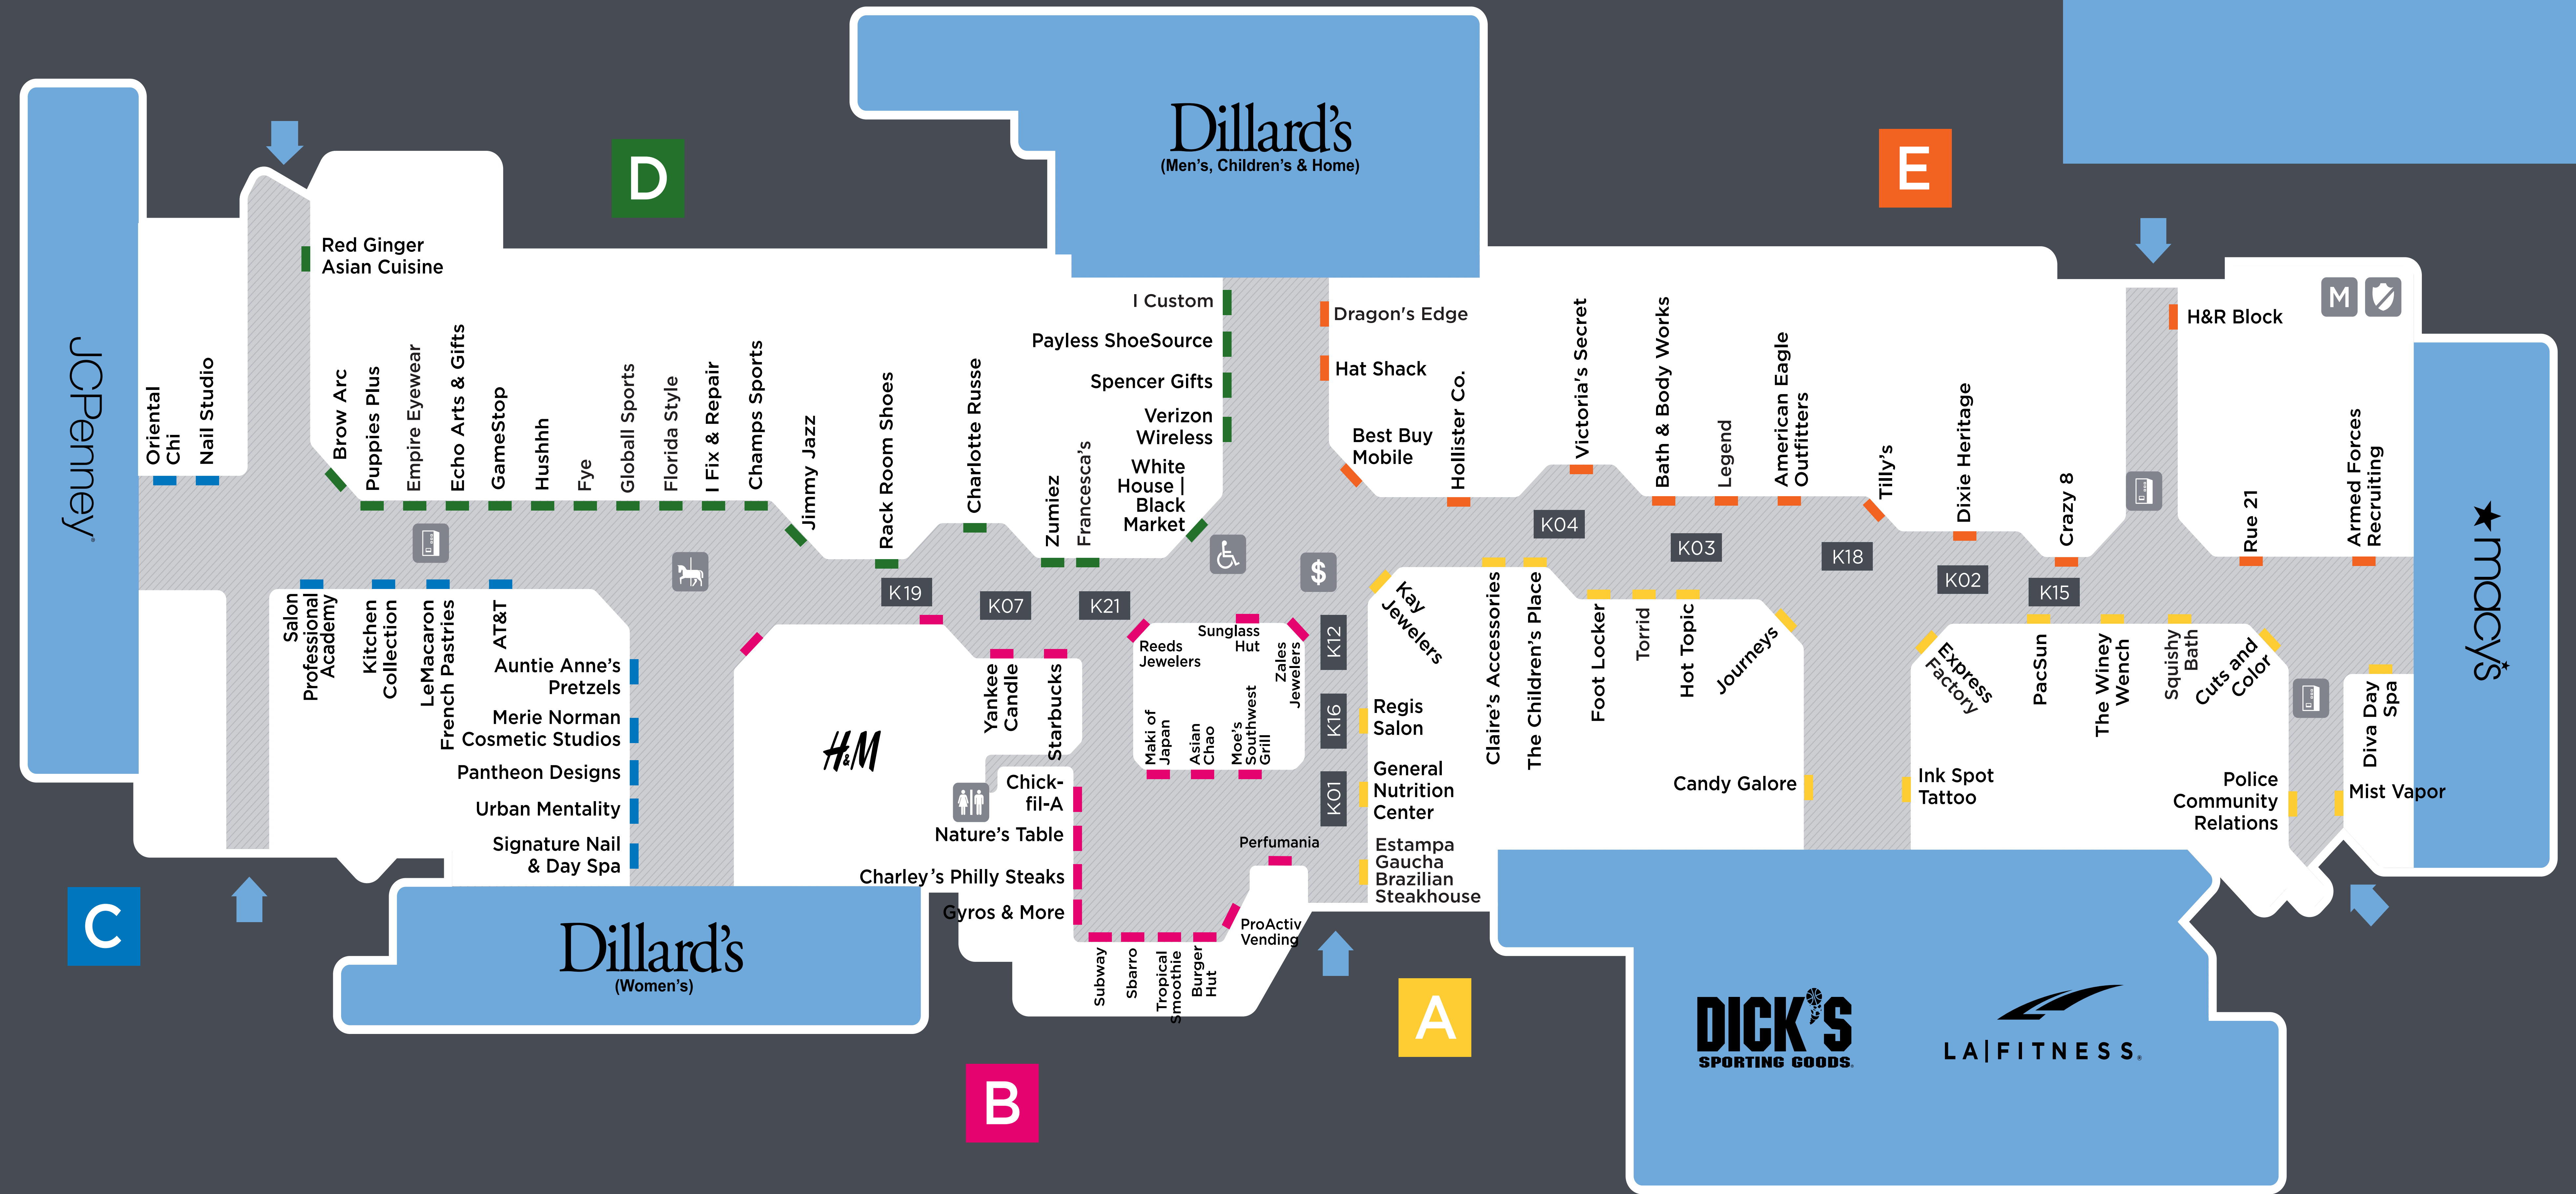 Dillard's
(Men's, Children's & Home)
D
E
JCPenney
Red Ginger
Asian Cuisine
Oriental
Chi
Nail Studio
Brow Arc
Puppies Plus
Empire Eyewear
Echo Arts & Gifts
GameStop
Hushhh
Fye
Global Sports
Florida Style
I Fix & Repair
Champs Sports
Jimmy Jazz
Rack Room Shoes
Charlotte Russe
Zumiez
Francesca's
I Custom
Payless ShoeSource
Spencer Gifts
Verizon
Wireless
White
House |
Black
Market
Dragon's Edge
Hat Shack
Best Buy
Mobile
Hollister Co.
Victoria's Secret
Bath & Body Works
Legend
American Eagle
Outfitters
Tilly's
Dixie Heritage
Crazy 8
H&R Block
M
Rue 21
Armed Forces
Recruiting
★macy's
$
K19
K07
K21
K12
K16
K01
K04
K03
K18
K02
K15
Salon
Professional
Academy
Kitchen
Collection
LeMacaron
French Pastries
AT&T
Auntie Anne's
Pretzels
Merie Norman
Cosmetic Studios
Pantheon Designs
Urban Mentality
Signature Nail
& Day Spa
H&M
Yankee
Candle
Starbucks
Chick-
fil-A
Nature's Table
Charley's Philly Steaks
Gyros & More
Reeds
Jewelers
Sunglass
Hut
Zales
Jewelers
Maki of
Japan
Asian
Chao
Moe's
Southwest
Grill
Perfumania
ProActiv
Vending
Subway
Sbarro
Tropical
Smoothie
Burger
Hut
Kay
Jewelers
Regis
Salon
General
Nutrition
Center
Estampa
Gaucha
Brazilian
Steakhouse
Claire's Accessories
The Children's Place
Foot Locker
Torrid
Hot Topic
Journeys
Candy Galore
Express
Factory
Ink Spot
Tattoo
PacSun
The Winey
Wench
Squishy
Bath
Cuts and
Color
Police
Community
Relations
Diva Day
Spa
Mist Vapor
C
Dillard's
(Women's)
B
A
DICK'S
SPORTING GOODS®
LA|FITNESS®